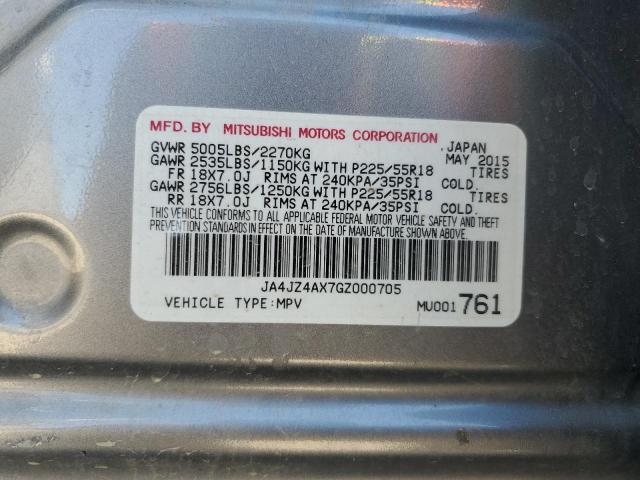 MFD. BY MITSUBISHI MOTORS CORPORATION
GVWR 5005LBS/2270KG JAPAN MAY 2015
GAWR 2535LBS/1150KG WITH P225/55R18 TIRES
FR 18X7.0J RIMS AT 240KPA/35PSI COLD.
GAWR 2756LBS/1250KG WITH P225/55R18 TIRES
RR 18X7.0J RIMS AT 240KPA/35PSI COLD.
THIS VEHICLE CONFORMS TO ALL APPLICABLE FEDERAL MOTOR VEHICLE SAFETY AND THEFT
PREVENTION STANDARDS IN EFFECT ON THE DATE OF MANUFACTURE SHOWN ABOVE.
JA4JZ4AX7GZ000705
VEHICLE TYPE:MPV MU001761